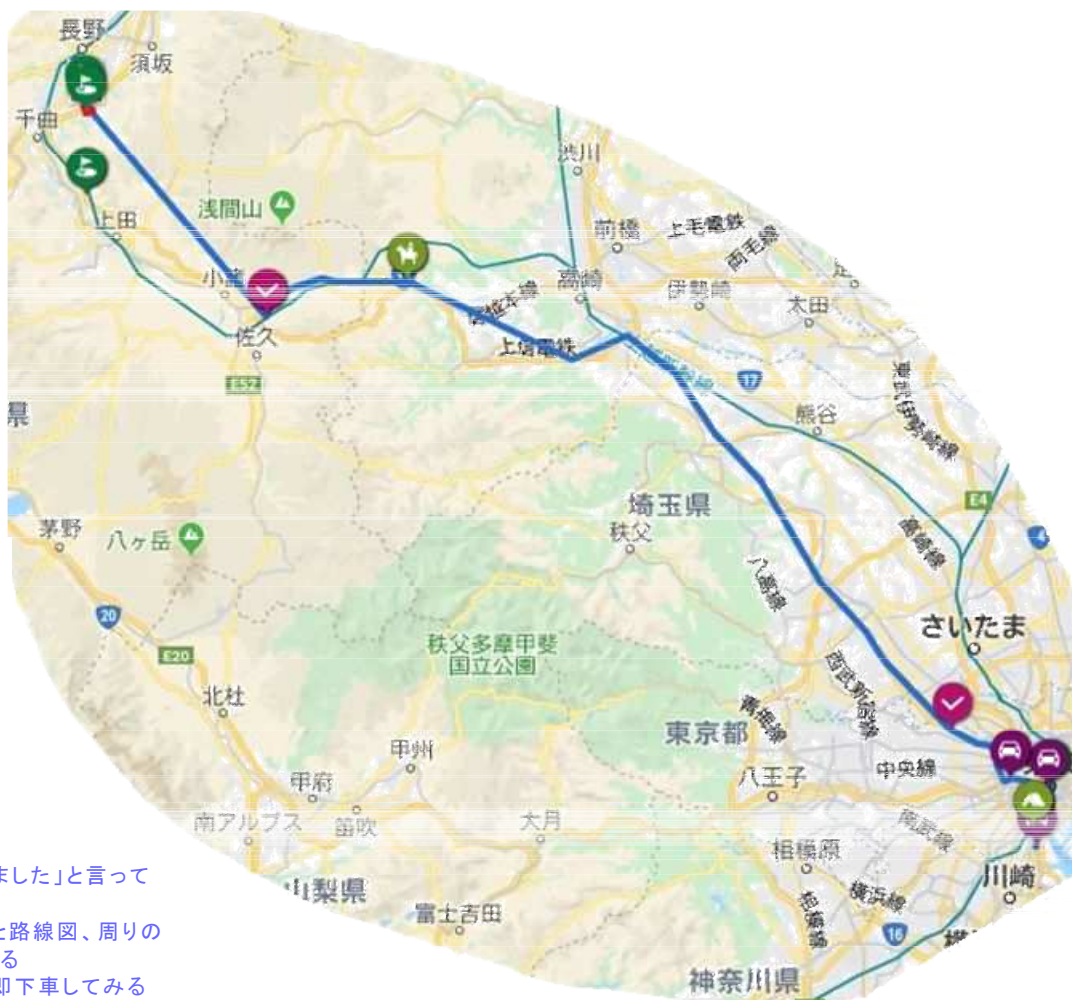 長野
須坂
千曲
上田
浅間山
小諸
佐久
渋川
前橋
上毛電鉄
両毛線
高崎
伊勢崎
太田
信越本線
上信電鉄
17
E52
東武伊勢崎線
熊谷
県
埼玉県
E4
高崎線
4
秩父
茅野
八ヶ岳
八高線
20
さいたま
E20
秩父多摩甲斐
国立公園
西武新宿線
北杜
青梅線
東京都
甲州
中央線
八王子
甲府
南アルプス
笛吹
大月
南武線
相模原
川崎
ました」と言って
山梨県
横浜線
富士吉田
相模線
16
と路線図、周りの
る
神奈川県
即下車してみる